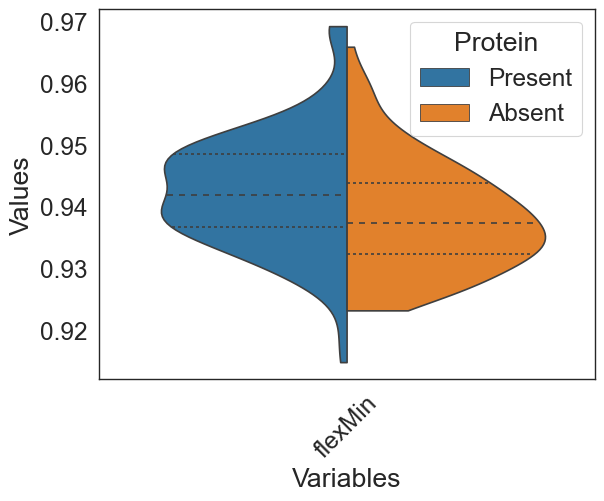 0.97
0.96
0.95
0.94
0.93
0.92
Values
Protein
Present
Absent
flexMin
Variables